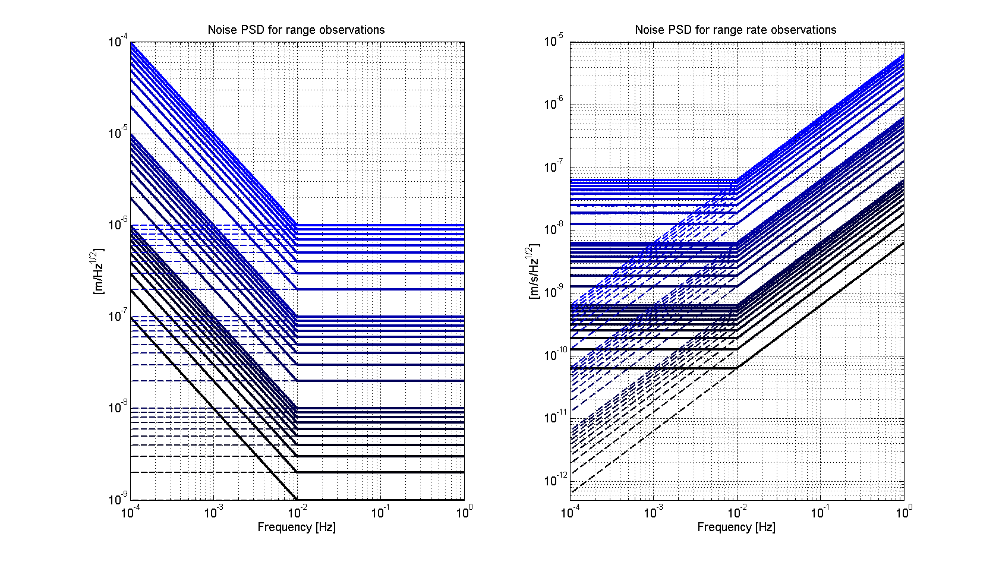 Noise PSD for range observations
10^-4
10^-5
10^-6
10^-7
10^-8
10^-9
[m/Hz^1/2]
10^-4 10^-3 10^-2 10^-1 10^0
Frequency [Hz]
Noise PSD for range rate observations
10^-5
10^-6
10^-7
10^-8
10^-9
10^-10
10^-11
10^-12
[m/s/Hz^1/2]
10^-4 10^-3 10^-2 10^-1 10^0
Frequency [Hz]